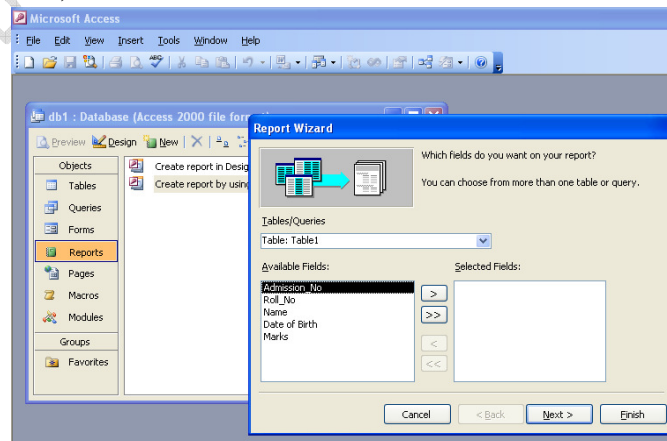 Microsoft Access
File Edit View Insert Tools Window Help
db1 : Database (Access 2000 file
Preview Design New
Objects
Tables
Queries
Forms
Reports
Pages
Macros
Modules
Groups
Favorites
Create report in Desig
Create report by usin
Report Wizard
Which fields do you want on your report?
You can choose from more than one table or query.
Tables/Queries
Table: Table1
Available Fields:
Selected Fields:
Admission_No
Roll_No
Name
Date of Birth
Marks
>
>>
<
<<
Cancel < Back Next > Finish